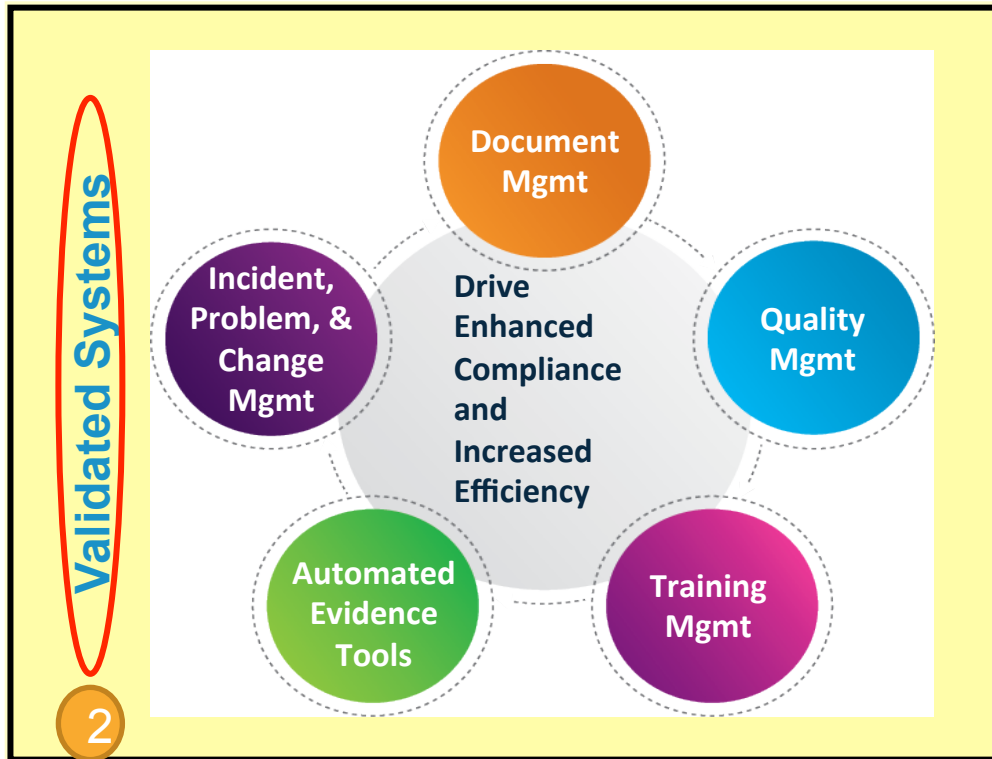 Validated Systems
Document
Mgmt
Incident,
Problem, &
Change
Mgmt
Drive
Enhanced
Compliance
and
Increased
Efficiency
Quality
Mgmt
Automated
Evidence
Tools
Training
Mgmt
2